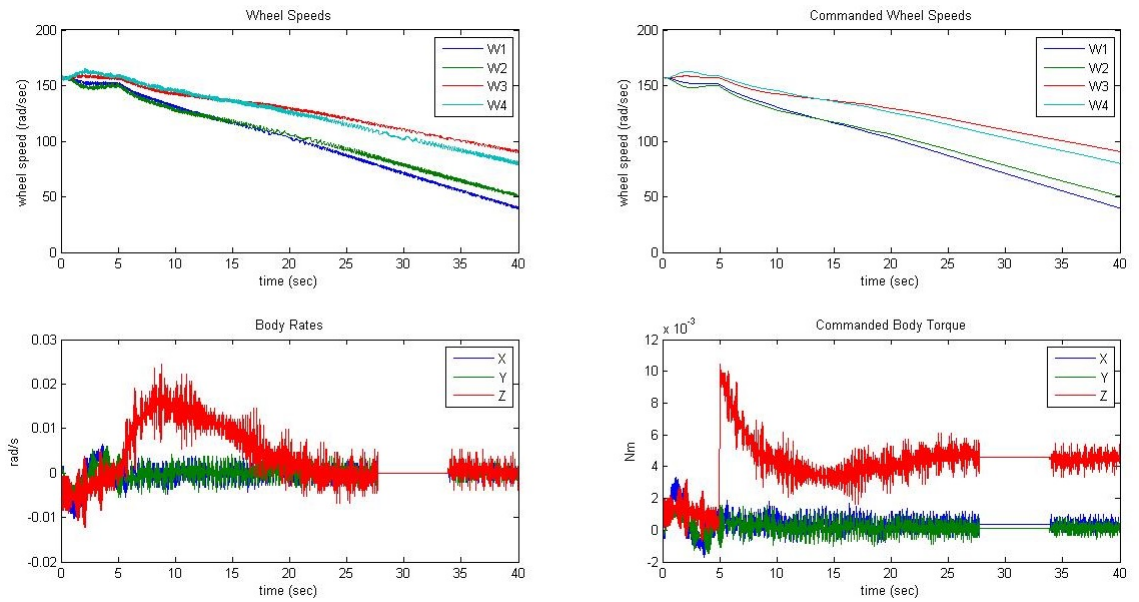 Wheel Speeds
200
150
100
50
0
wheel speed (rad/sec)
0 5 10 15 20 25 30 35 40
time (sec)
W1
W2
W3
W4
Commanded Wheel Speeds
200
150
100
50
0
wheel speed (rad/sec)
0 5 10 15 20 25 30 35 40
time (sec)
W1
W2
W3
W4
Body Rates
0.03
0.02
0.01
0
-0.01
-0.02
rad/s
0 5 10 15 20 25 30 35 40
time (sec)
X
Y
Z
Commanded Body Torque
x 10⁻³
12
10
8
6
4
2
0
-2
Nm
0 5 10 15 20 25 30 35 40
time (sec)
X
Y
Z